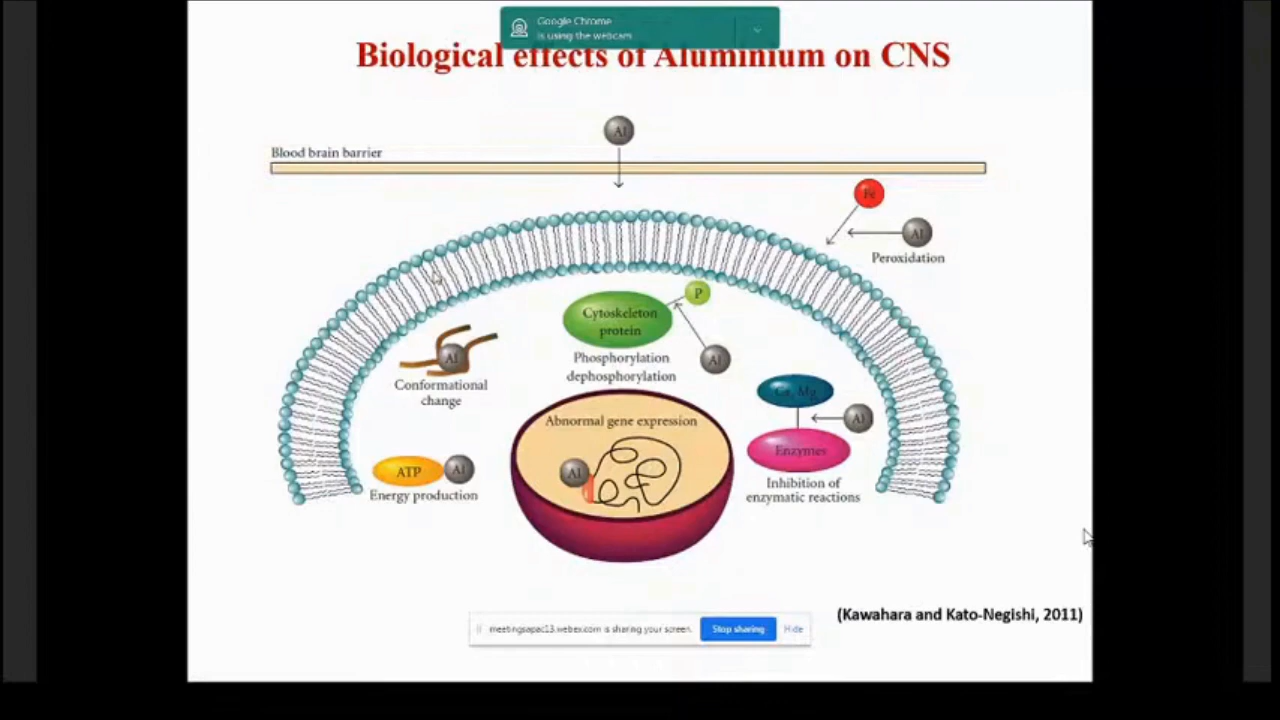 Google Chrome
is using the webcam
Biological effects of Aluminium on CNS
Al
Blood brain barrier
Fe
Al
Peroxidation
P
Cytoskeleton
protein
Al
Al
Phosphorylation
dephosphorylation
Conformational
change
Ca, Mg
Al
Abnormal gene expression
Enzymes
ATP
Al
Al
Inhibition of
enzymatic reactions
Energy production
(Kawahara and Kato-Negishi, 2011)
meetingsapac13.webex.com is sharing your screen.
Stop sharing
Hide